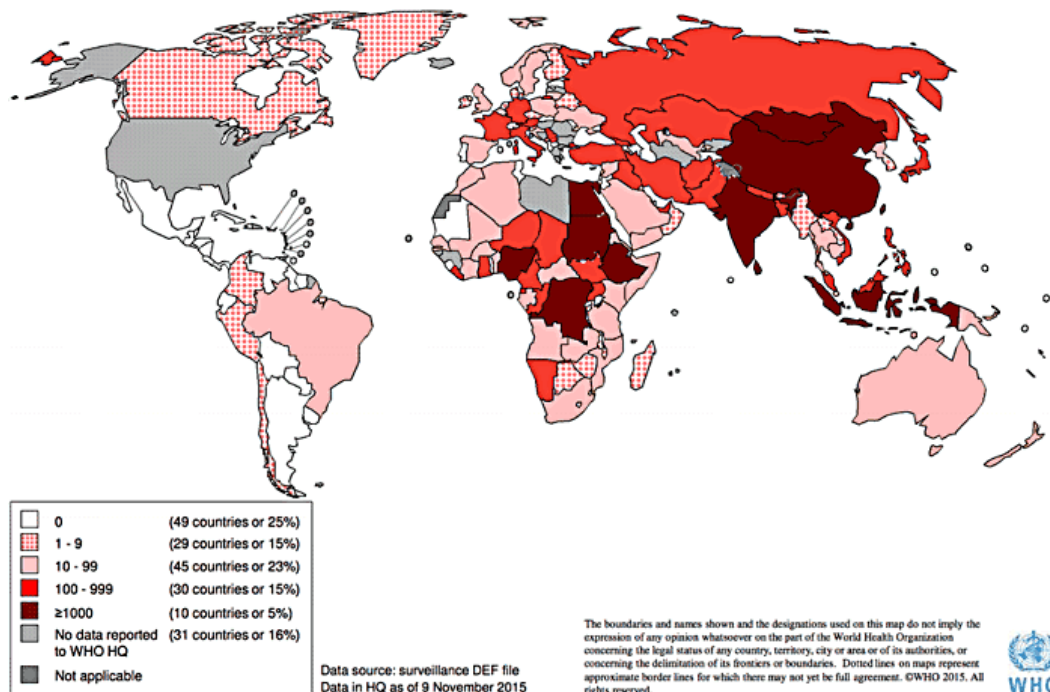 0 (49 countries or 25%)
1 - 9 (29 countries or 15%)
10 - 99 (45 countries or 23%)
100 - 999 (30 countries or 15%)
≥1000 (10 countries or 5%)
No data reported (31 countries or 16%)
to WHO HQ
Not applicable
Data source: surveillance DEF file
Data in HQ as of 9 November 2015
The boundaries and names shown and the designations used on this map do not imply the
expression of any opinion whatsoever on the part of the World Health Organization
concerning the legal status of any country, territory, city or area or of its authorities, or
concerning the delimitation of its frontiers or boundaries. Dotted lines on maps represent
approximate border lines for which there may not yet be full agreement. ©WHO 2015. All
rights reserved
WHO